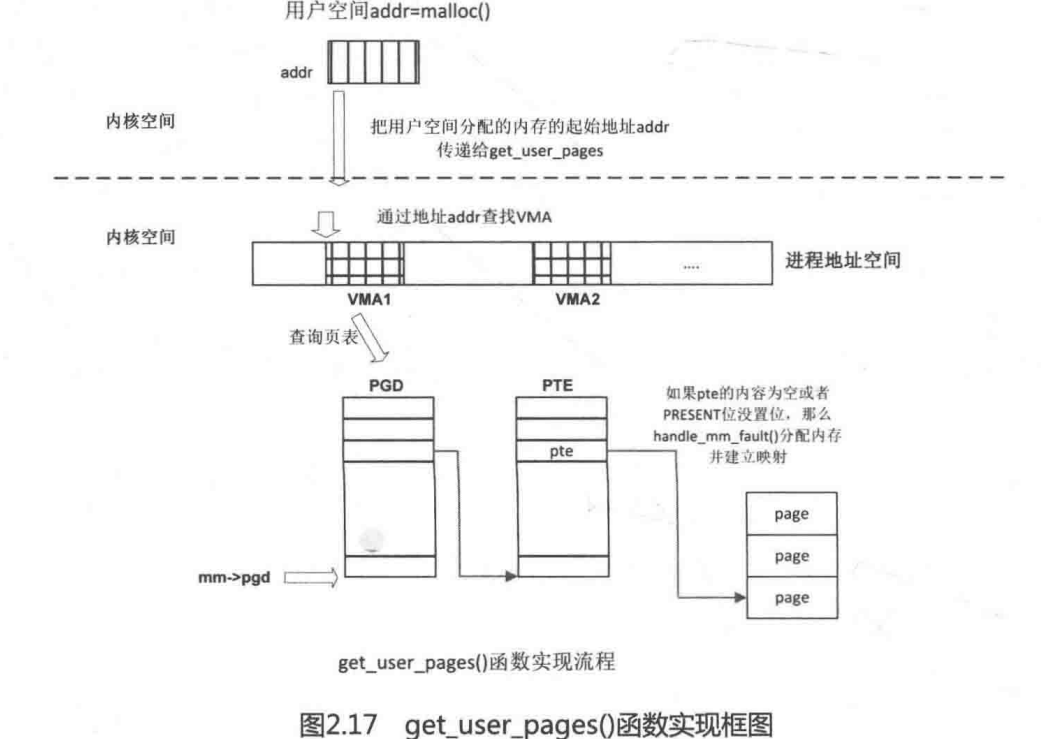 用户空间addr=malloc()
addr
内核空间
把用户空间分配的内存的起始地址addr
传递给get_user_pages
通过地址addr查找VMA
内核空间
....
进程地址空间
VMA1
VMA2
查询页表
PGD
PTE
如果pte的内容为空或者
PRESENT位没置位，那么
handle_mm_fault()分配内存
并建立映射
pte
page
page
page
mm->pgd
get_user_pages()函数实现流程
图2.17 get_user_pages()函数实现框图